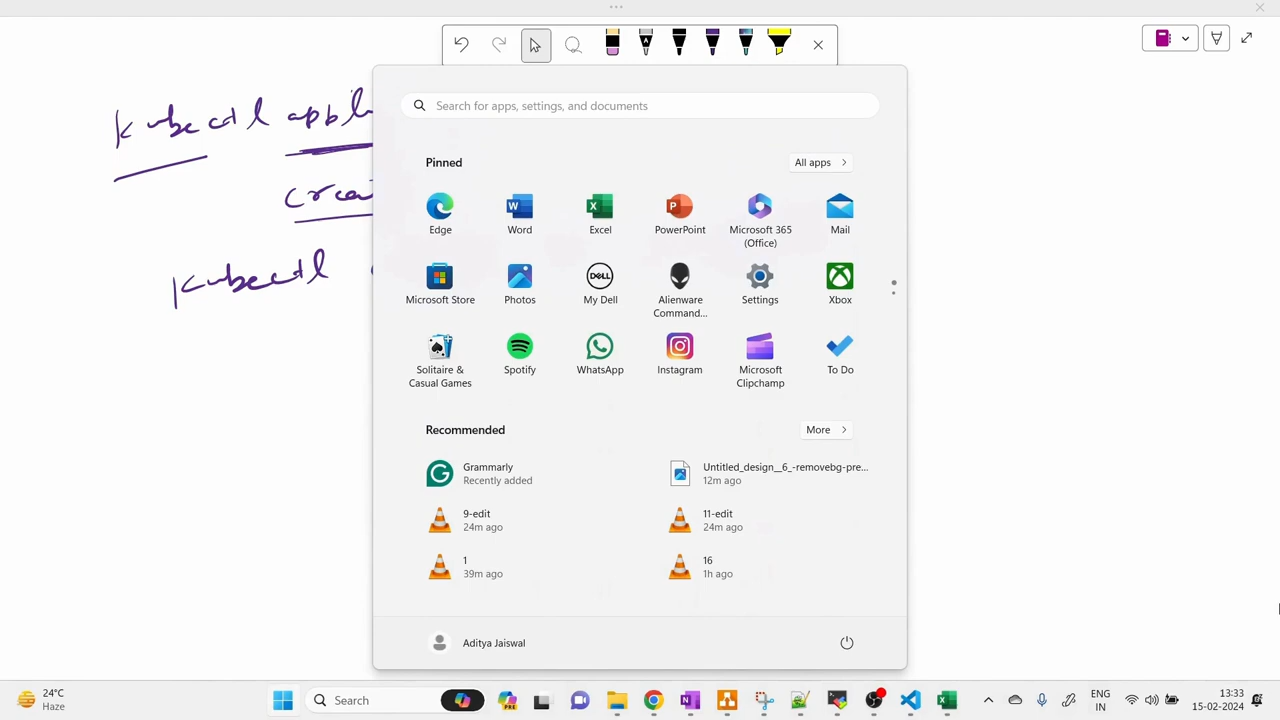 kubectl appl
crea
kubectl
Search for apps, settings, and documents
Pinned
All apps
Edge
Word
Excel
PowerPoint
Microsoft 365
(Office)
Mail
Microsoft Store
Photos
My Dell
Alienware
Command...
Settings
Xbox
Solitaire &
Casual Games
Spotify
WhatsApp
Instagram
Microsoft
Clipchamp
To Do
Recommended
More
Grammarly
Recently added
Untitled_design__6_-removebg-pre...
12m ago
9-edit
24m ago
11-edit
24m ago
1
39m ago
16
1h ago
Aditya Jaiswal
24°C
Haze
Search
ENG
IN
13:33
15-02-2024